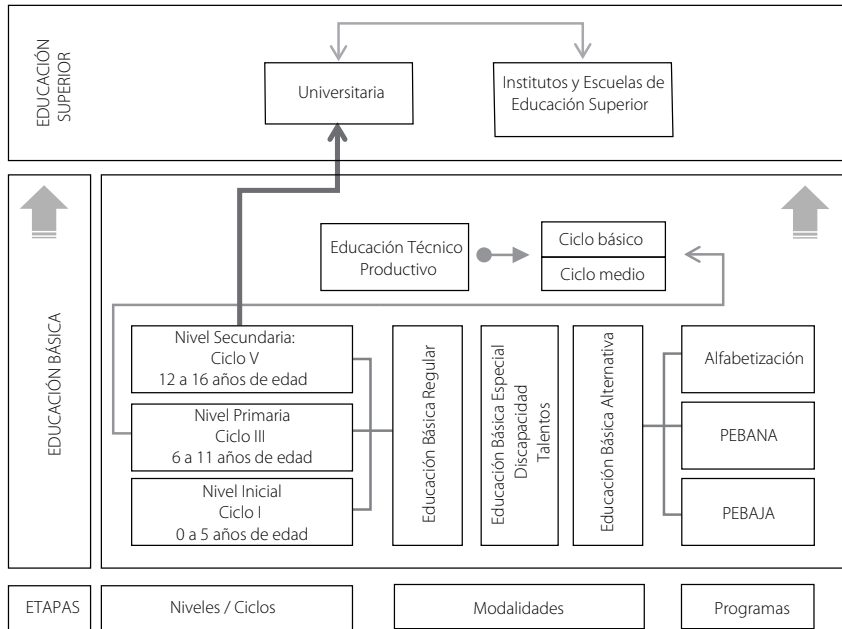 EDUCACIÓN
SUPERIOR
Universitaria
Institutos y Escuelas de
Educación Superior
EDUCACIÓN BÁSICA
Educación Técnico
Productivo
Ciclo básico
Ciclo medio
Nivel Secundaria:
Ciclo V
12 a 16 años de edad
Nivel Primaria
Ciclo III
6 a 11 años de edad
Nivel Inicial
Ciclo I
0 a 5 años de edad
Educación Básica Regular
Educación Básica Especial
Discapacidad
Talentos
Educación Básica Alternativa
Alfabetización
PEBANA
PEBAJA
ETAPAS
Niveles / Ciclos
Modalidades
Programas